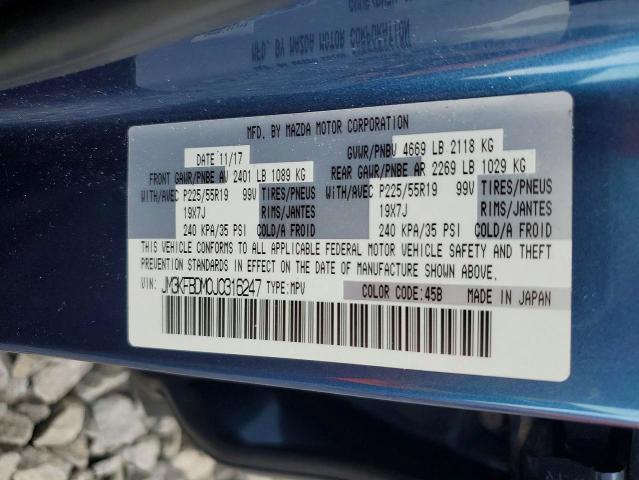 MFD. BY MAZDA MOTOR CORPORATION
DATE 11/17 GVWR/PNBV 4669 LB 2118 KG
FRONT GAWR/PNBE AV 2401 LB 1089 KG REAR GAWR/PNBE AR 2269 LB 1029 KG
WITH/AVEC P225/55R19 99V TIRES/PNEUS WITH/AVEC P225/55R19 99V TIRES/PNEUS
19X7J RIMS/JANTES 19X7J RIMS/JANTES
240 KPA/35 PSI COLD/A FROID 240 KPA/35 PSI COLD/A FROID
THIS VEHICLE CONFORMS TO ALL APPLICABLE FEDERAL MOTOR VEHICLE SAFETY AND THEFT
PREVENTION STANDARDS IN EFFECT ON THE DATE OF MANUFACTURE SHOWN ABOVE.
VIN: JM3KFBDM0J0316247 TYPE:MPV COLOR CODE:45B MADE IN JAPAN